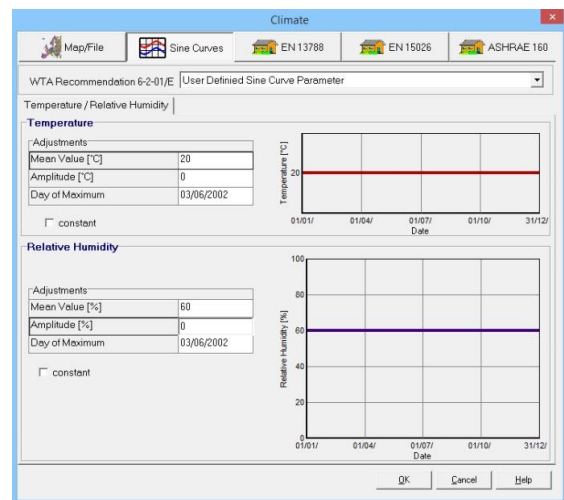 Climate
Map/File Sine Curves EN 13788 EN 15026 ASHRAE 160
WTA Recommendation 6-2-01/E User Definied Sine Curve Parameter
Temperature / Relative Humidity
Temperature
Adjustments
Mean Value [°C] 20
Amplitude [°C] 0
Day of Maximum 03/06/2002
constant
Temperature [°C]
20
01/01/ 01/04/ 01/07/ 01/10/ 31/12/
Date
Relative Humidity
Adjustments
Mean Value [%] 60
Amplitude [%] 0
Day of Maximum 03/06/2002
constant
Relative Humidity [%]
100
80
60
40
20
0
01/01/ 01/04/ 01/07/ 01/10/ 31/12/
Date
OK Cancel Help